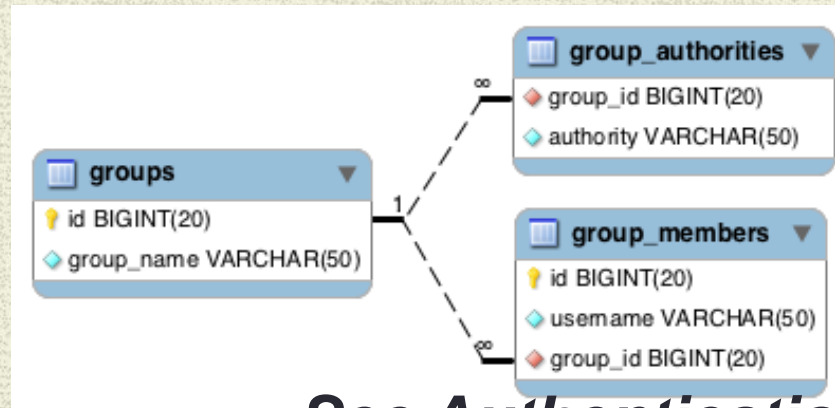 groups
id BIGINT(20)
group_name VARCHAR(50)
1
∞
group_authorities
group_id BIGINT(20)
authority VARCHAR(50)
∞
group_members
id BIGINT(20)
username VARCHAR(50)
group_id BIGINT(20)